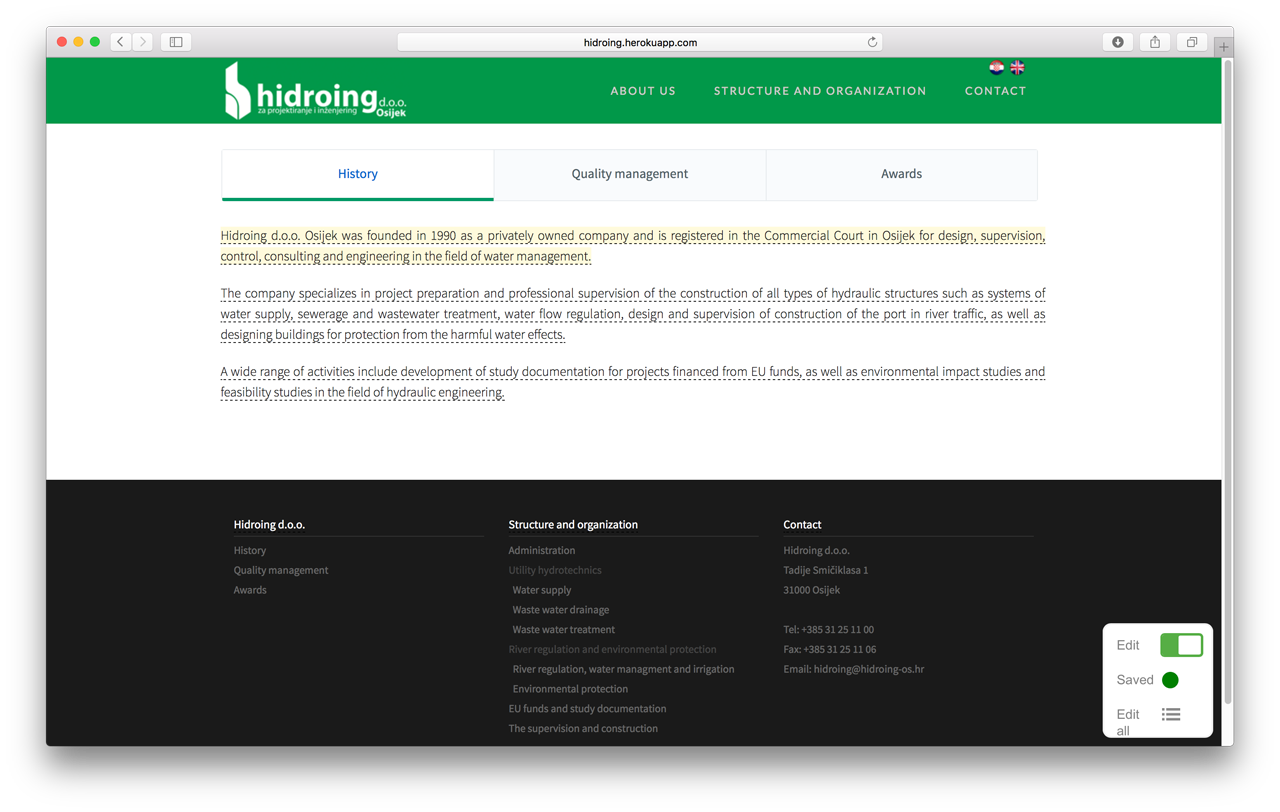 hidroing.herokuapp.com
hidroing d.o.o.
za projektiranje i inženjering Osijek
ABOUT US STRUCTURE AND ORGANIZATION CONTACT
History Quality management Awards
Hidroing d.o.o. Osijek was founded in 1990 as a privately owned company and is registered in the Commercial Court in Osijek for design, supervision,
control, consulting and engineering in the field of water management.
The company specializes in project preparation and professional supervision of the construction of all types of hydraulic structures such as systems of
water supply, sewerage and wastewater treatment, water flow regulation, design and supervision of construction of the port in river traffic, as well as
designing buildings for protection from the harmful water effects.
A wide range of activities include development of study documentation for projects financed from EU funds, as well as environmental impact studies and
feasibility studies in the field of hydraulic engineering.
Hidroing d.o.o.
History
Quality management
Awards
Structure and organization
Administration
Utility hydrotechnics
Water supply
Waste water drainage
Waste water treatment
River regulation and environmental protection
River regulation, water managment and irrigation
Environmental protection
EU funds and study documentation
The supervision and construction
Contact
Hidroing d.o.o.
Tadije Smičiklasa 1
31000 Osijek
Tel: +385 31 25 11 00
Fax: +385 31 25 11 06
Email: hidroing@hidroing-os.hr
Edit
Saved
Edit
all